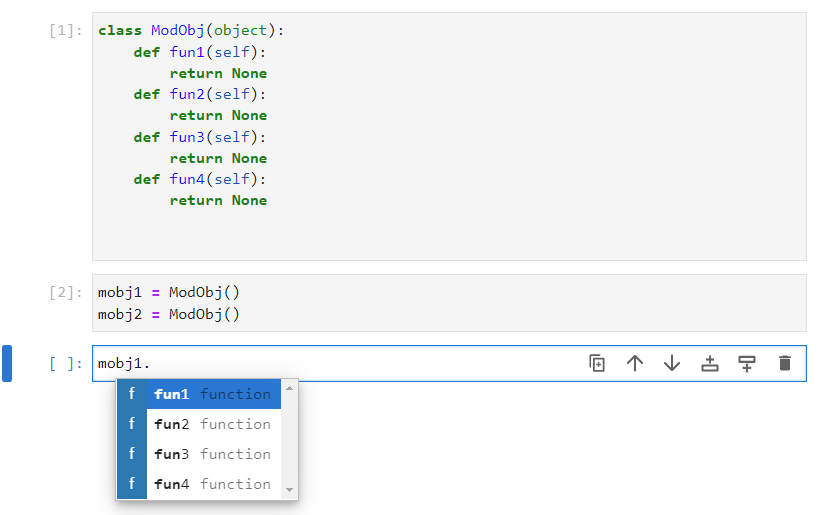 [1]: class ModObj(object):
    def fun1(self):
        return None
    def fun2(self):
        return None
    def fun3(self):
        return None
    def fun4(self):
        return None
[2]: mobj1 = ModObj()
mobj2 = ModObj()
[ ]: mobj1.
f fun1 function
f fun2 function
f fun3 function
f fun4 function